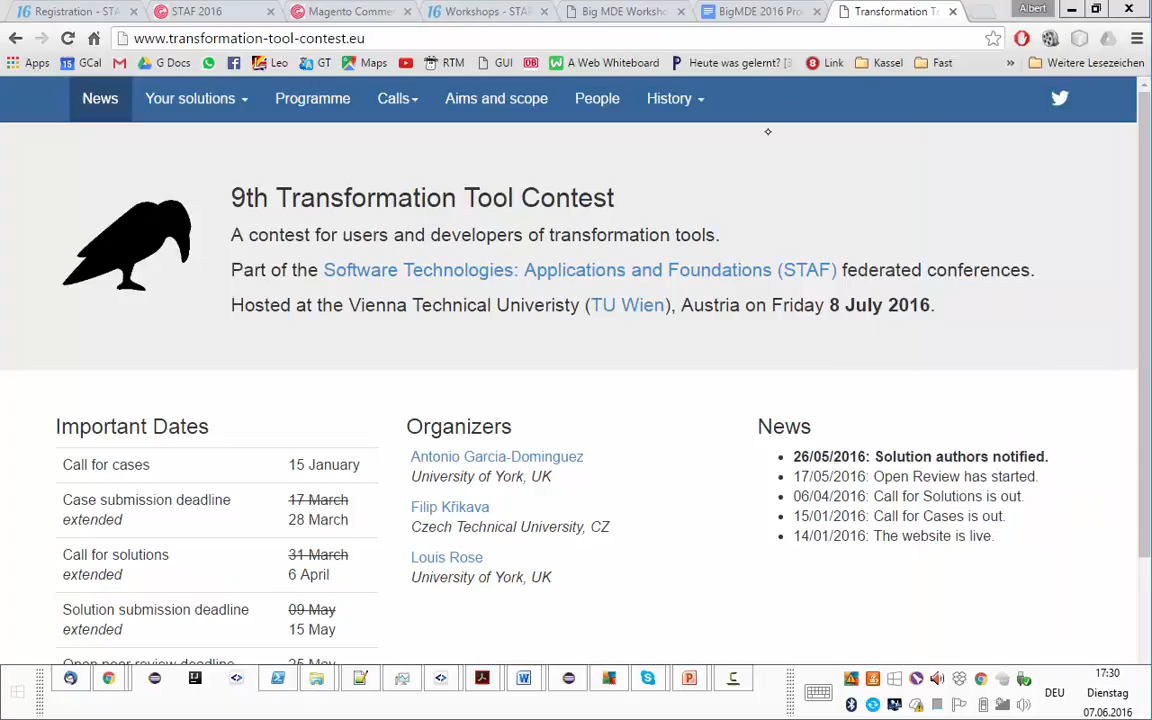 Registration - STA
STAF 2016
Magento Comme
Workshops - STAF
Big MDE Worksho
BigMDE 2016 Pro
Transformation To
Albert
www.transformation-tool-contest.eu
Apps
GCal
G Docs
Leo
GT
Maps
RTM
GUI
A Web Whiteboard
Heute was gelernt? [3
Link
Kassel
Fast
»
Weitere Lesezeichen
News
Your solutions
Programme
Calls
Aims and scope
People
History
9th Transformation Tool Contest
A contest for users and developers of transformation tools.
Part of the Software Technologies: Applications and Foundations (STAF) federated conferences.
Hosted at the Vienna Technical Univeristy (TU Wien), Austria on Friday 8 July 2016.
Important Dates
Call for cases 15 January
Case submission deadline 17 March
extended 28 March
Call for solutions 31 March
extended 6 April
Solution submission deadline 09 May
extended 15 May
Open peer review deadline 25 May
Organizers
Antonio Garcia-Dominguez
University of York, UK
Filip Křikava
Czech Technical University, CZ
Louis Rose
University of York, UK
News
26/05/2016: Solution authors notified.
17/05/2016: Open Review has started.
06/04/2016: Call for Solutions is out.
15/01/2016: Call for Cases is out.
14/01/2016: The website is live.
DEU
17:30
Dienstag
07.06.2016